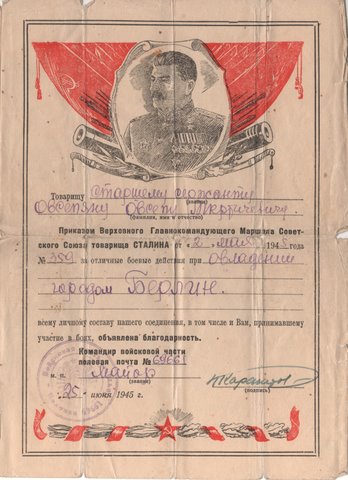 Товарищу Старшему сержанту
(звание)
Овсепяну Овсепу
(фамилия, имя и отчество)
Приказом Верховного Главнокомандующего Маршала Совет-
ского Союза товарища СТАЛИНА от „2“ мая 1945 года
№ 359 за отличные боевые действия при овладении
городом Берлин.
всему личному составу нашего соединения, в том числе и Вам, принимавшему
участие в боях, объявлена благодарность.
Командир войсковой части
полевая почта №
м. п. майор
(звание)
(подпись)
„25“ июня 1945 г.